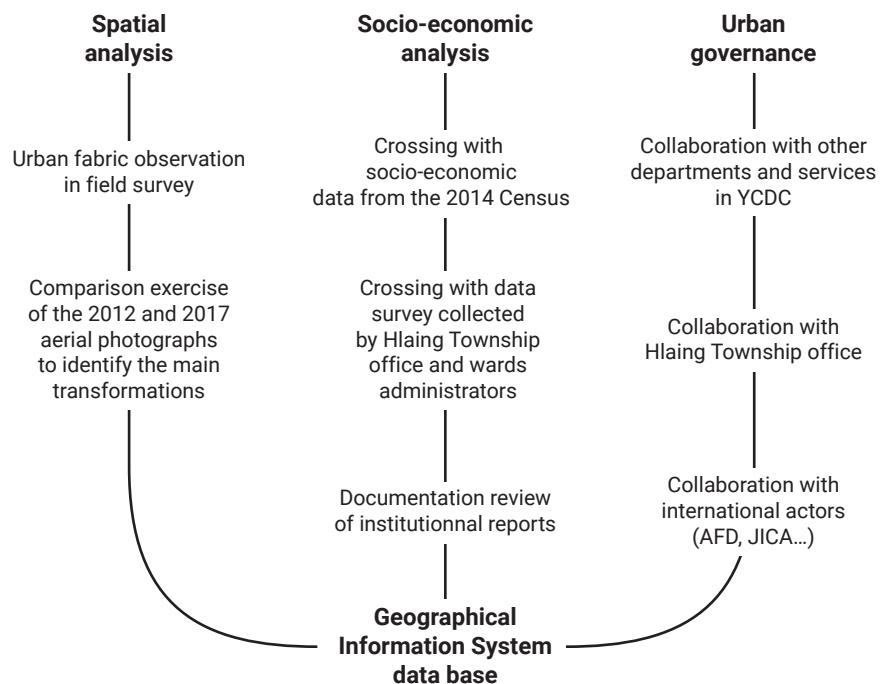 Spatial
analysis
Urban fabric observation
in field survey
Comparison exercise
of the 2012 and 2017
aerial photographs
to identify the main
transformations
Socio-economic
analysis
Crossing with
socio-economic
data from the 2014 Census
Crossing with data
survey collected
by Hlaing Township
office and wards
administrators
Documentation review
of institutionnal reports
Urban
governance
Collaboration with other
departments and services
in YCDC
Collaboration with
Hlaing Township office
Collaboration with
international actors
(AFD, JICA...)
Geographical
Information System
data base